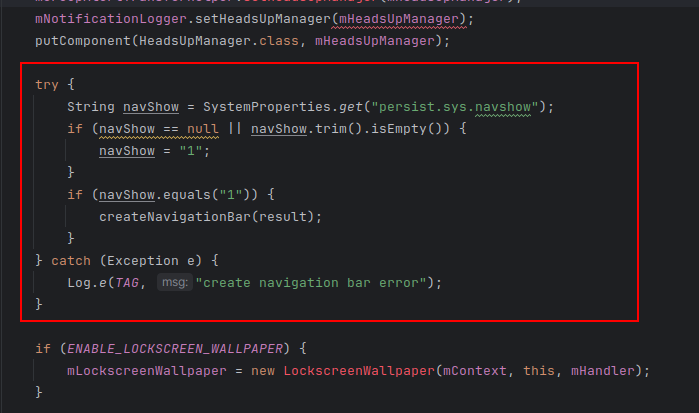 mNotificationLogger.setHeadsUpManager(mHeadsUpManager);
putComponent(HeadsUpManager.class, mHeadsUpManager);
try {
String navShow = SystemProperties.get("persist.sys.navshow");
if (navShow == null || navShow.trim().isEmpty()) {
navShow = "1";
}
if (navShow.equals("1")) {
createNavigationBar(result);
}
} catch (Exception e) {
Log.e(TAG, msg: "create navigation bar error");
}
if (ENABLE_LOCKSCREEN_WALLPAPER) {
mLockscreenWallpaper = new LockscreenWallpaper(mContext, this, mHandler);
}